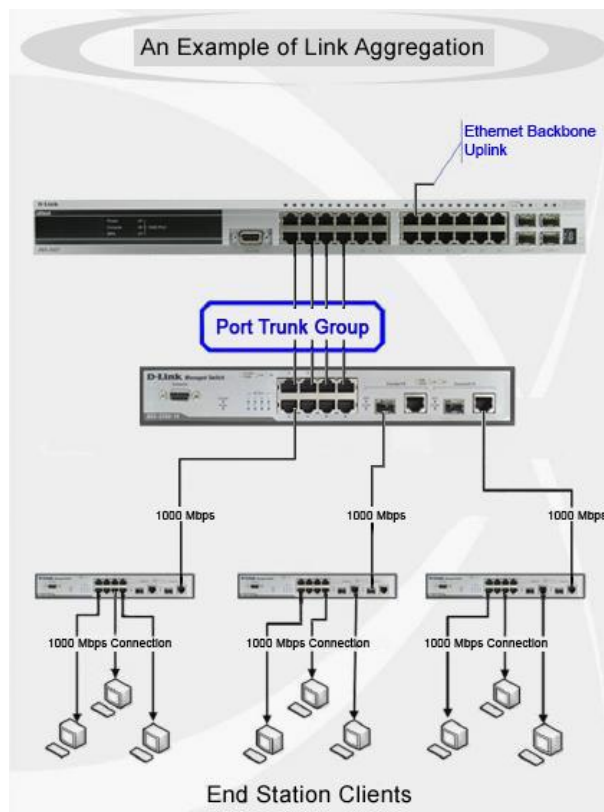 An Example of Link Aggregation
Ethernet Backbone
Uplink
D-Link
Port Trunk Group
D-Link Managed Switch
1000 Mbps
1000 Mbps
1000 Mbps
1000 Mbps Connection
1000 Mbps Connection
1000 Mbps Connection
End Station Clients